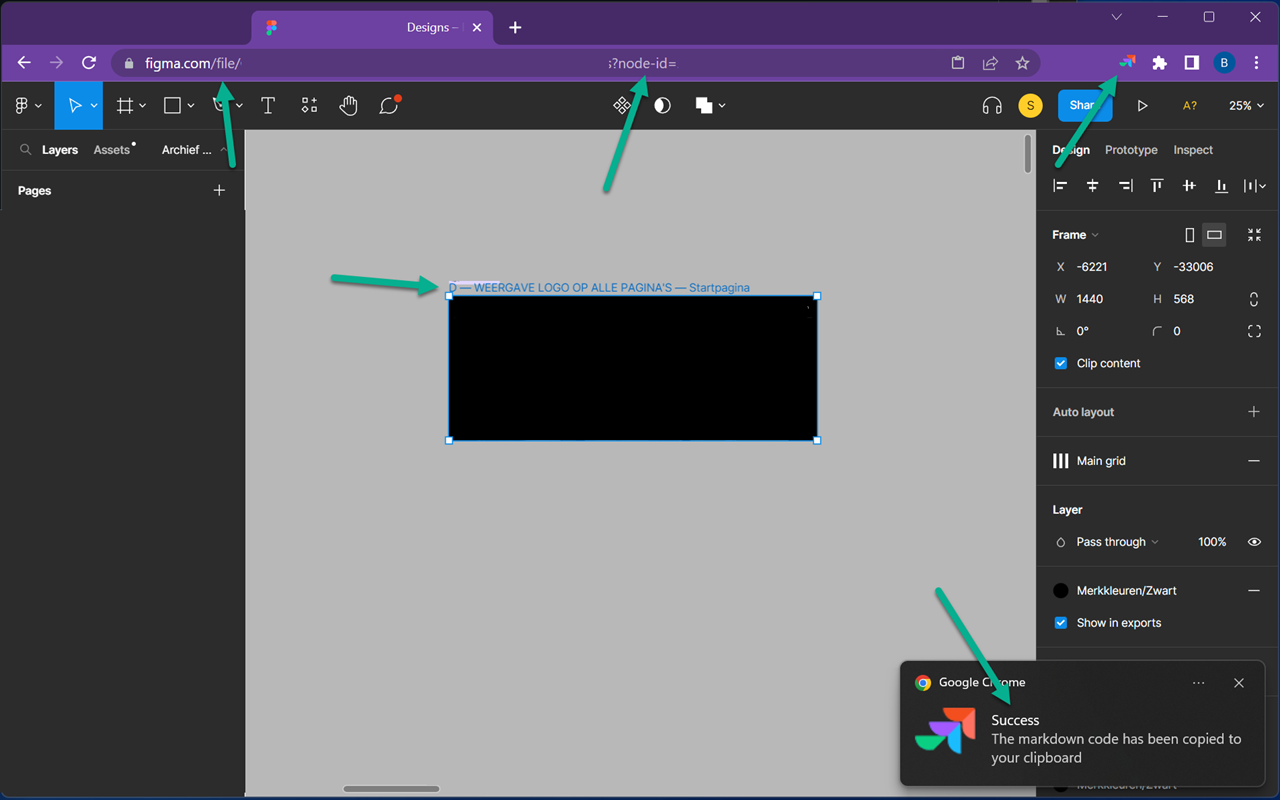 Designs –
figma.com/file/
?node-id=
B
S
Share
A?
25%
Layers
Assets
Archief ...
Pages
D — WEERGAVE LOGO OP ALLE PAGINA'S — Startpagina
Design
Prototype
Inspect
Frame
X -6221
Y -33006
W 1440
H 568
0°
0
Clip content
Auto layout
Main grid
Layer
Pass through
100%
Merkkleuren/Zwart
Show in exports
Google Chrome
Success
The markdown code has been copied to
your clipboard
Merkkleuren/Zwart